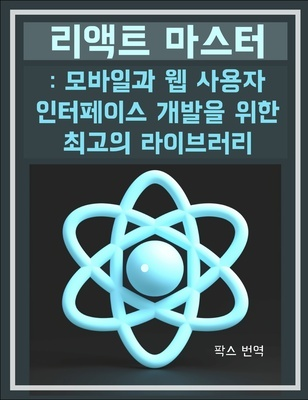 리액트 마스터
: 모바일과 웹 사용자
인터페이스 개발을 위한
최고의 라이브러리
팍스 번역